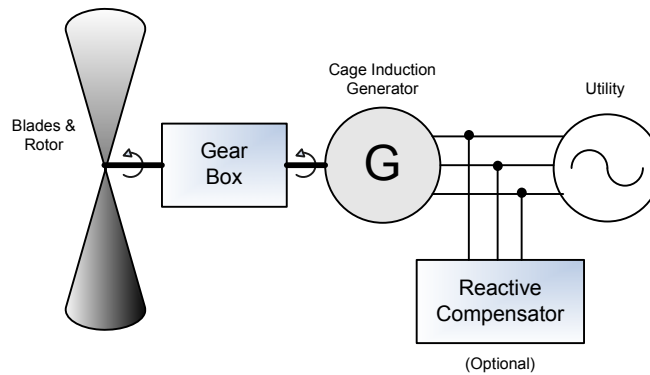 Blades &
Rotor
Gear
Box
Cage Induction
Generator
G
Utility
Reactive
Compensator
(Optional)